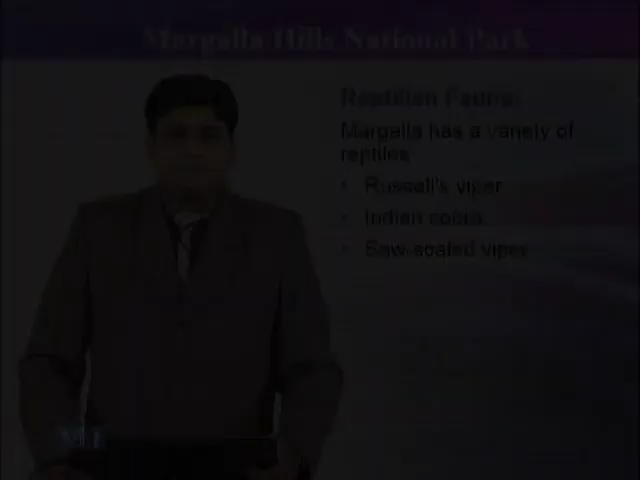 Margalla Hills National Park
Reptilian Fauna:
Margalla has a variety of
reptiles
• Russell's viper
• Indian cobra
• Saw-scaled viper